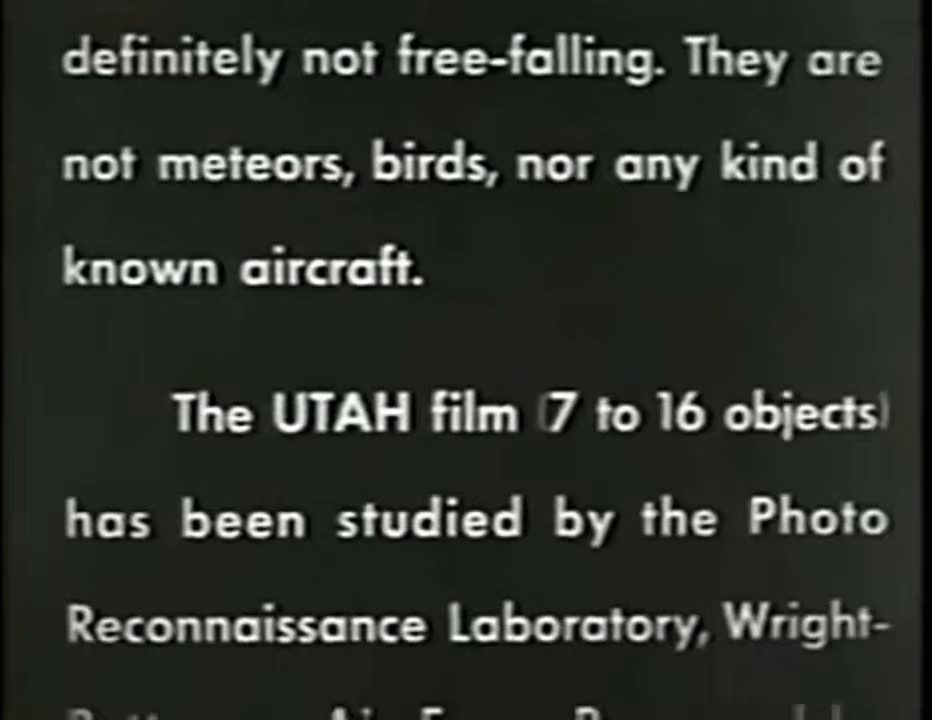 definitely not free-falling. They are
not meteors, birds, nor any kind of
known aircraft.
The UTAH film (7 to 16 objects)
has been studied by the Photo
Reconnaissance Laboratory, Wright-